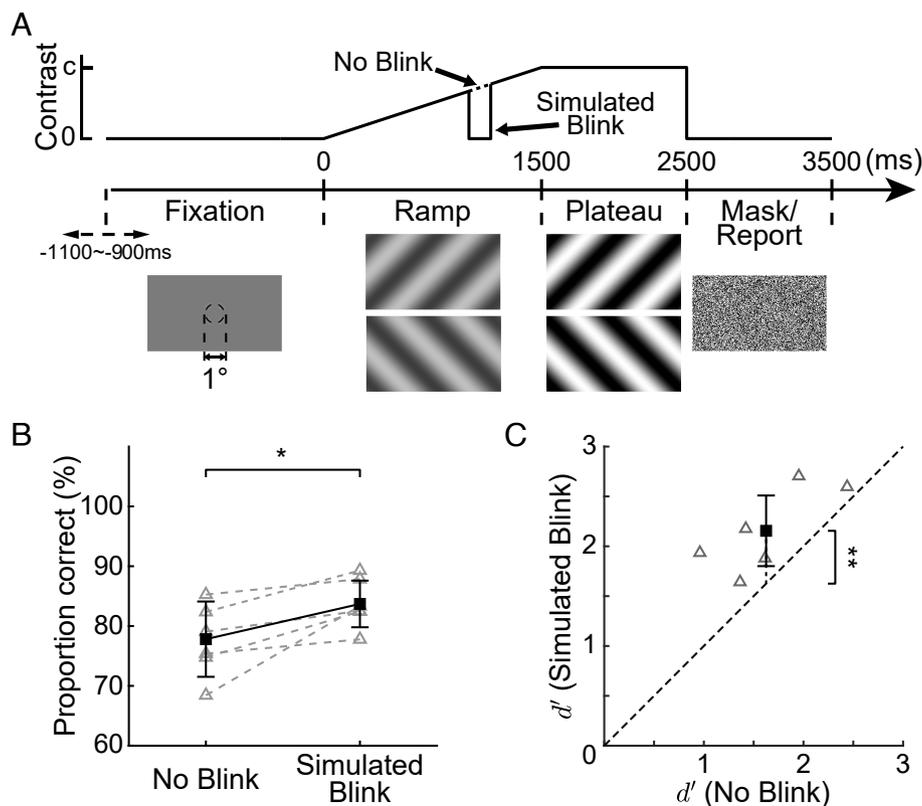 A
Contrast
c
0
No Blink
Simulated
Blink
0 1500 2500 3500 (ms)
Fixation Ramp Plateau Mask/
Report
-1100~-900ms
1°
B
Proportion correct (%)
100
90
80
70
60
*
No Blink Simulated
Blink
C
d′ (Simulated Blink)
3
2
1
0
**
1 2 3
d′ (No Blink)